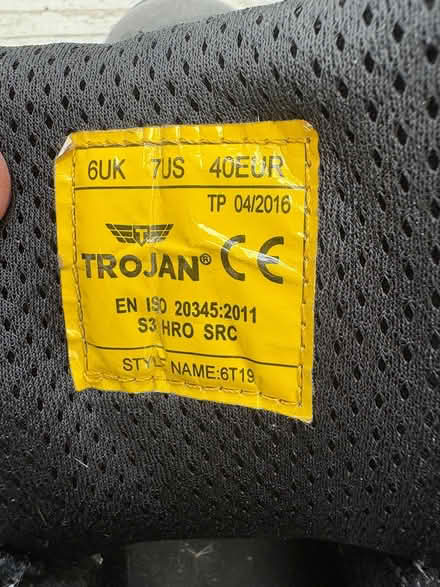 6UK 7US 40EUR
TP 04/2016
TROJAN® CE
EN ISO 20345:2011
S3 HRO SRC
STYLE NAME:6T19